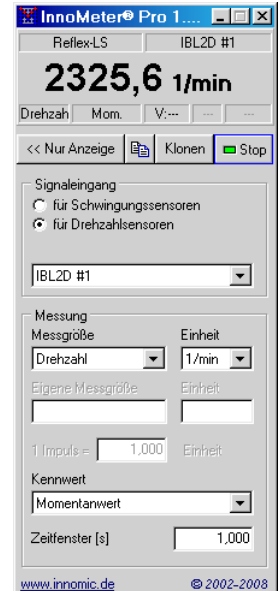 InnoMeter® Pro 1....
Reflex-LS IBL2D #1
2325,6 1/min
Drehzah Mom. V:--- --- ---
<< Nur Anzeige Klonen Stop
Signaleingang
für Schwingungssensoren
für Drehzahlsensoren
IBL2D #1
Messung
Messgröße Einheit
Drehzahl 1/min
Eigene Messgröße Einheit
1 Impuls = 1,000 Einheit
Kennwert
Momentanwert
Zeitfenster [s] 1,000
www.innomic.de © 2002-2008